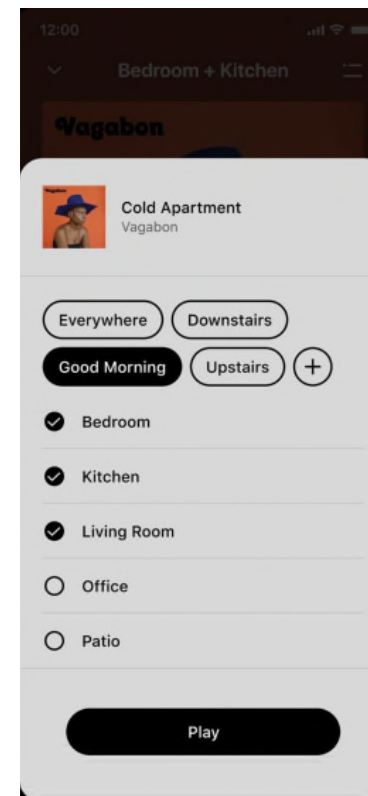 12:00
Bedroom + Kitchen
Vagabon
Cold Apartment
Vagabon
Everywhere
Downstairs
Good Morning
Upstairs
+
Bedroom
Kitchen
Living Room
Office
Patio
Play